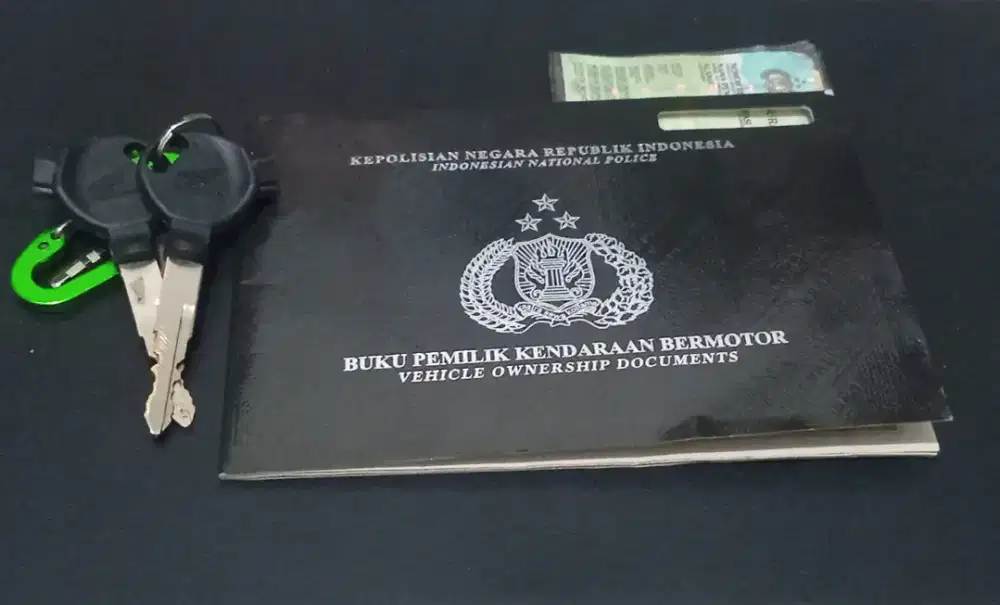 KEPOLISIAN NEGARA REPUBLIK INDONESIA
INDONESIAN NATIONAL POLICE
BUKU PEMILIK KENDARAAN BERMOTOR
VEHICLE OWNERSHIP DOCUMENTS